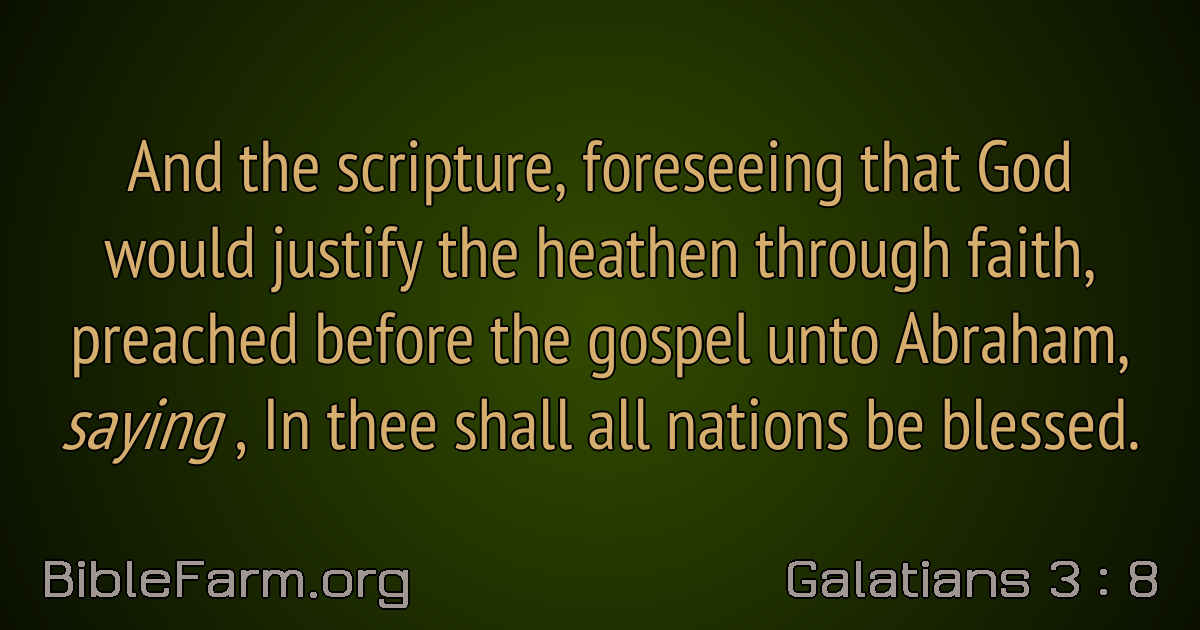 And the scripture, foreseeing that God
would justify the heathen through faith,
preached before the gospel unto Abraham,
saying , In thee shall all nations be blessed.
BibleFarm.org
Galatians 3 : 8